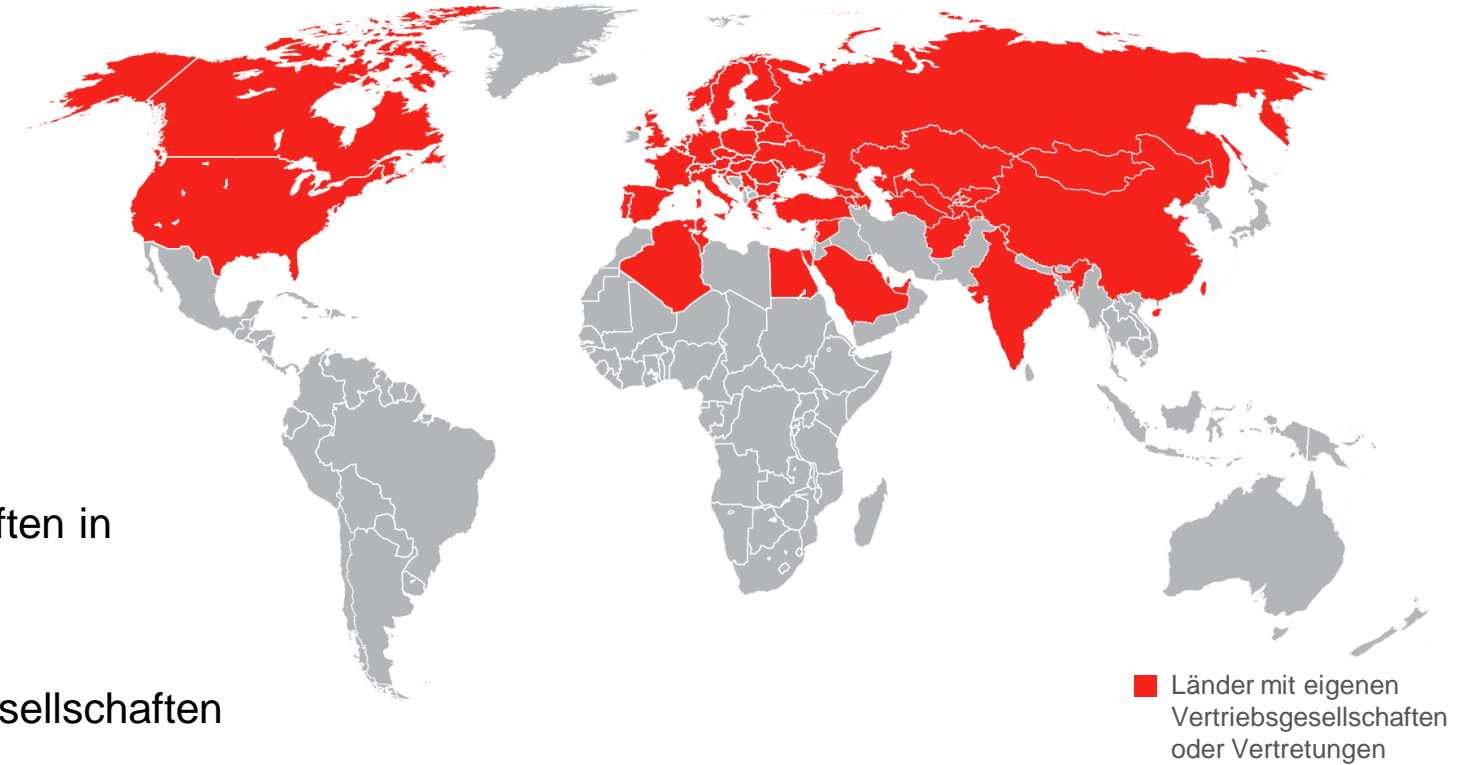 ften in
sellschaften
Länder mit eigenen
Vertriebsgesellschaften
oder Vertretungen